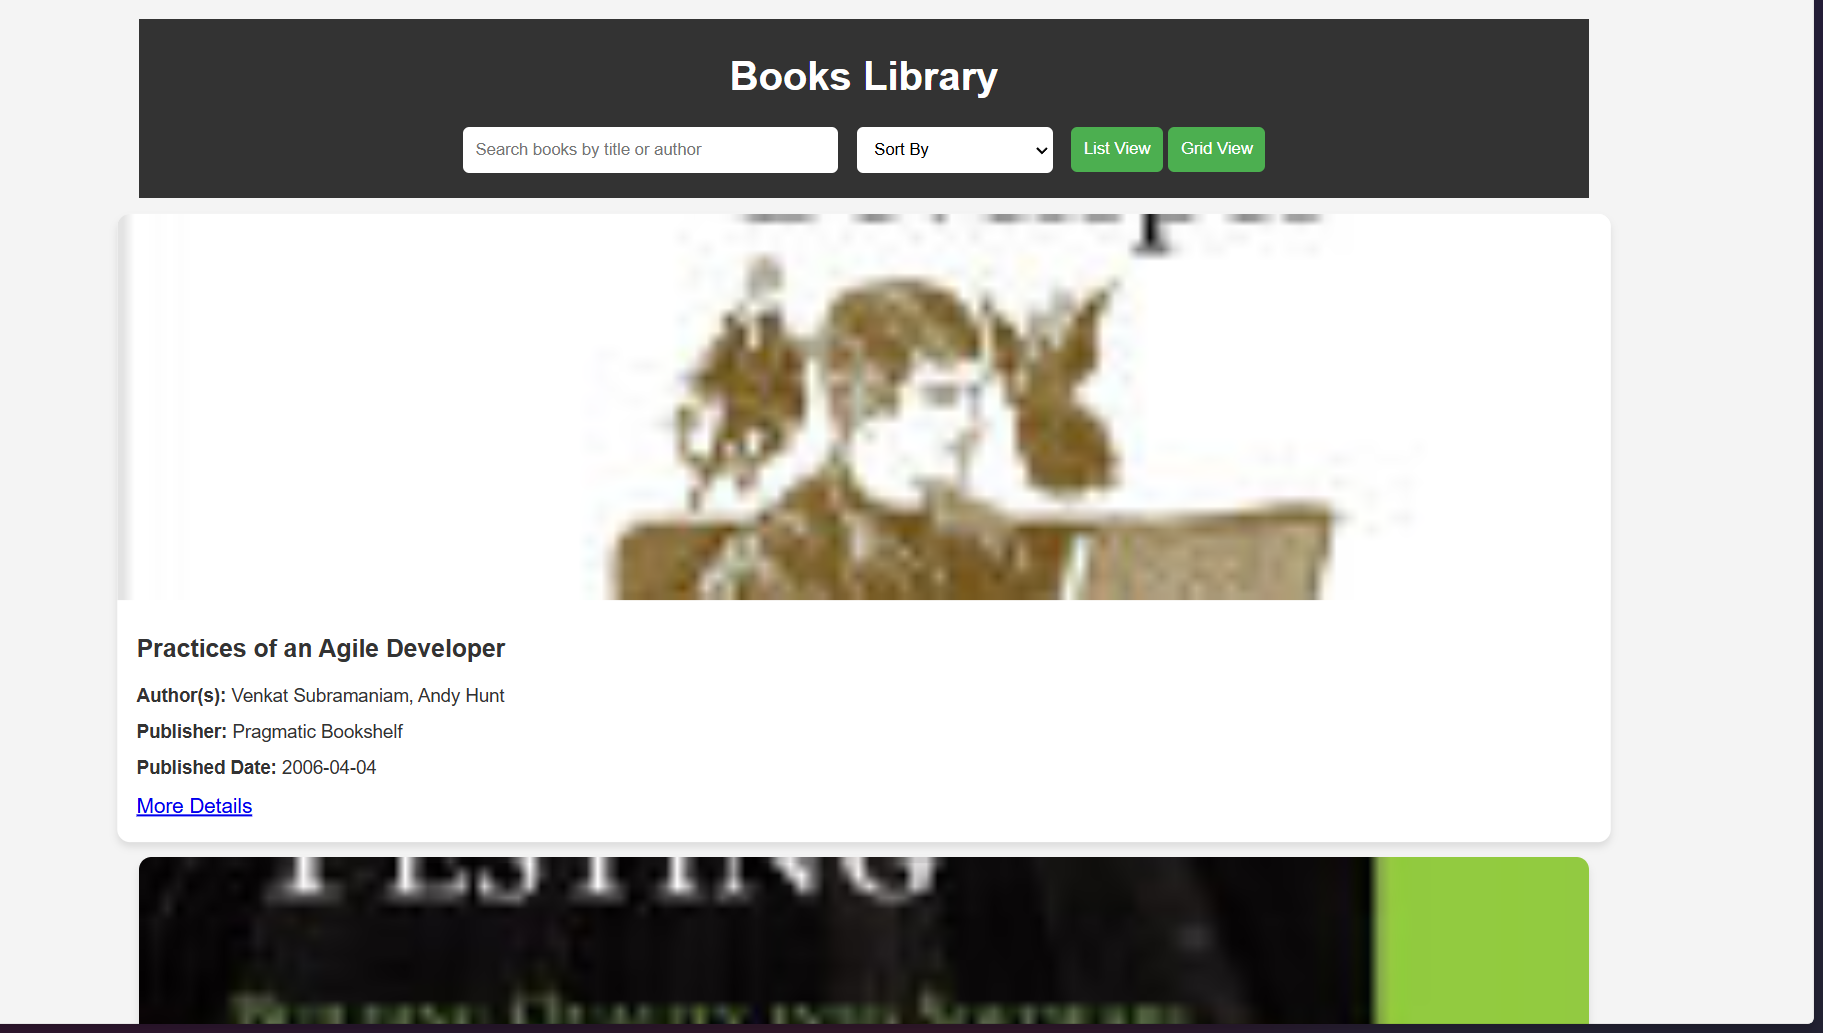 Books Library
Search books by title or author
Sort By
List View
Grid View
Practices of an Agile Developer
Author(s): Venkat Subramaniam, Andy Hunt
Publisher: Pragmatic Bookshelf
Published Date: 2006-04-04
More Details
TESTING